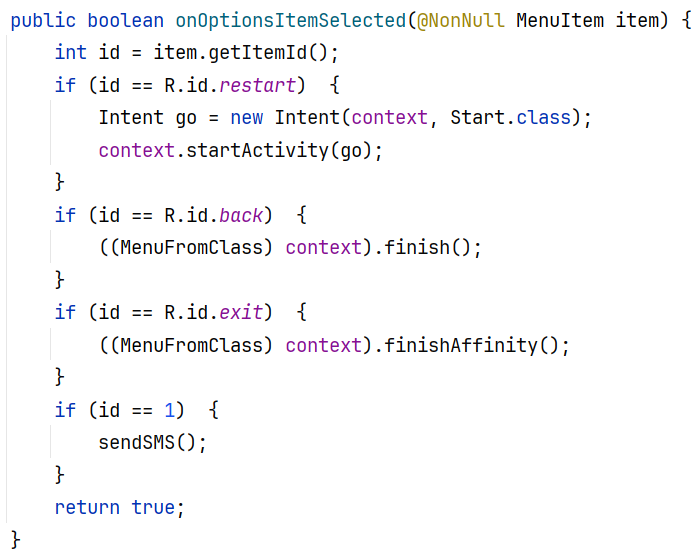 public boolean onOptionsItemSelected(@NonNull MenuItem item) {
    int id = item.getItemId();
    if (id == R.id.restart)  {
        Intent go = new Intent(context, Start.class);
        context.startActivity(go);
    }
    if (id == R.id.back)  {
        ((MenuFromClass) context).finish();
    }
    if (id == R.id.exit)  {
        ((MenuFromClass) context).finishAffinity();
    }
    if (id == 1)  {
        sendSMS();
    }
    return true;
}